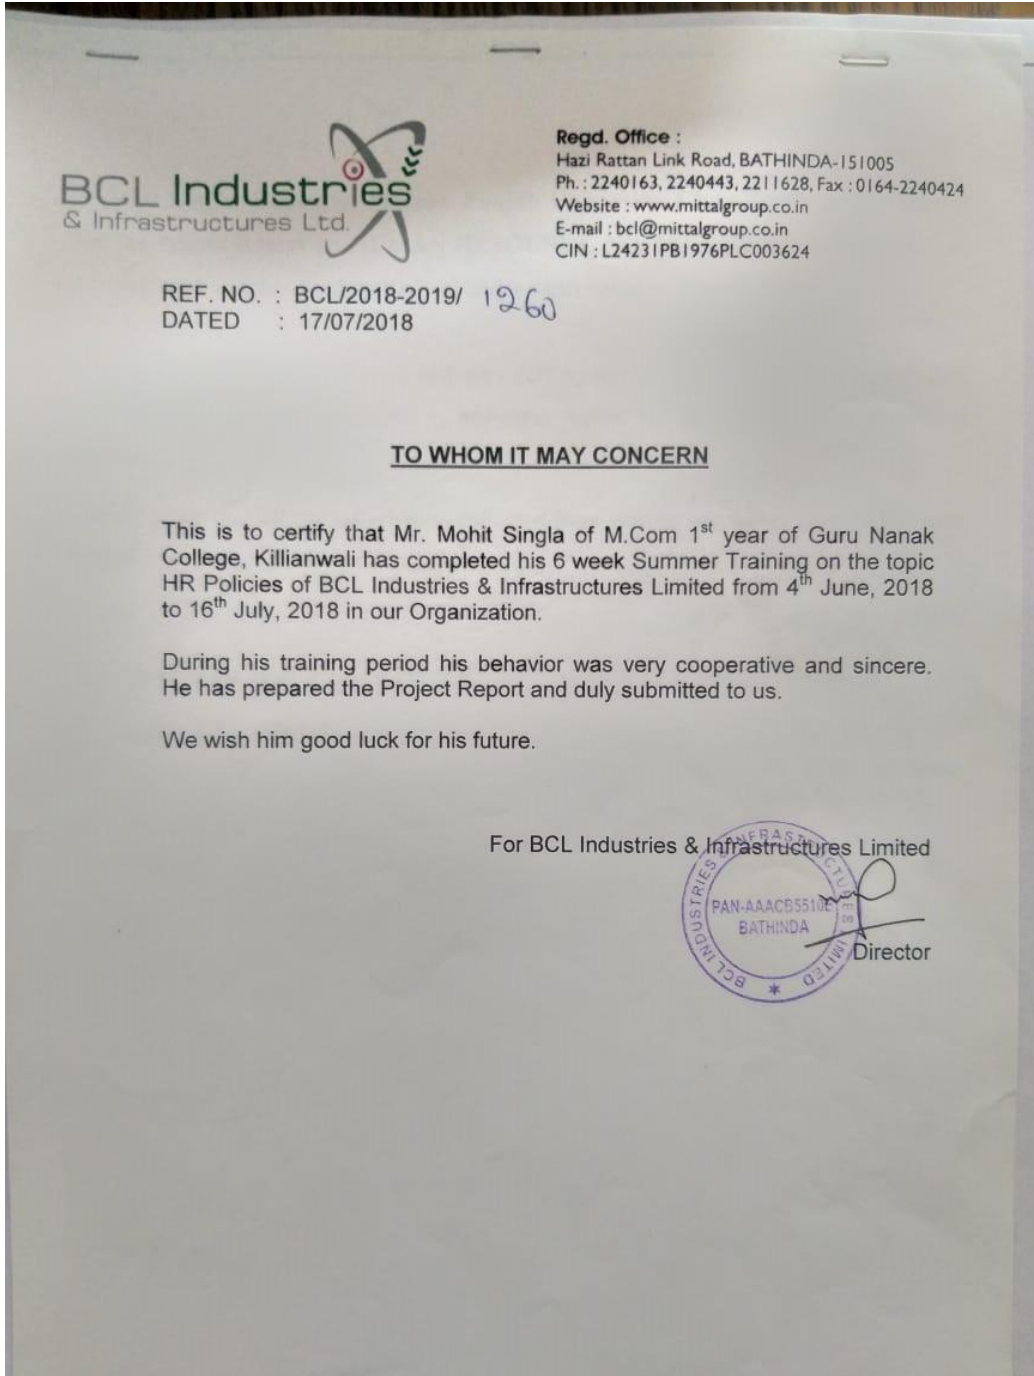 BCL Industries
& Infrastructures Ltd.
Regd. Office :
Hazi Rattan Link Road, BATHINDA-151005
Ph. : 2240163, 2240443, 2211628, Fax : 0164-2240424
Website : www.mittalgroup.co.in
E-mail : bcl@mittalgroup.co.in
CIN : L24231PB1976PLC003624
REF. NO. : BCL/2018-2019/ 1260
DATED : 17/07/2018
TO WHOM IT MAY CONCERN
This is to certify that Mr. Mohit Singla of M.Com 1st year of Guru Nanak
College, Killianwali has completed his 6 week Summer Training on the topic
HR Policies of BCL Industries & Infrastructures Limited from 4th June, 2018
to 16th July, 2018 in our Organization.
During his training period his behavior was very cooperative and sincere.
He has prepared the Project Report and duly submitted to us.
We wish him good luck for his future.
For BCL Industries & Infrastructures Limited
BCL INDUSTRIES & INFRASTRUCTURES LIMITED
BATHINDA
Director